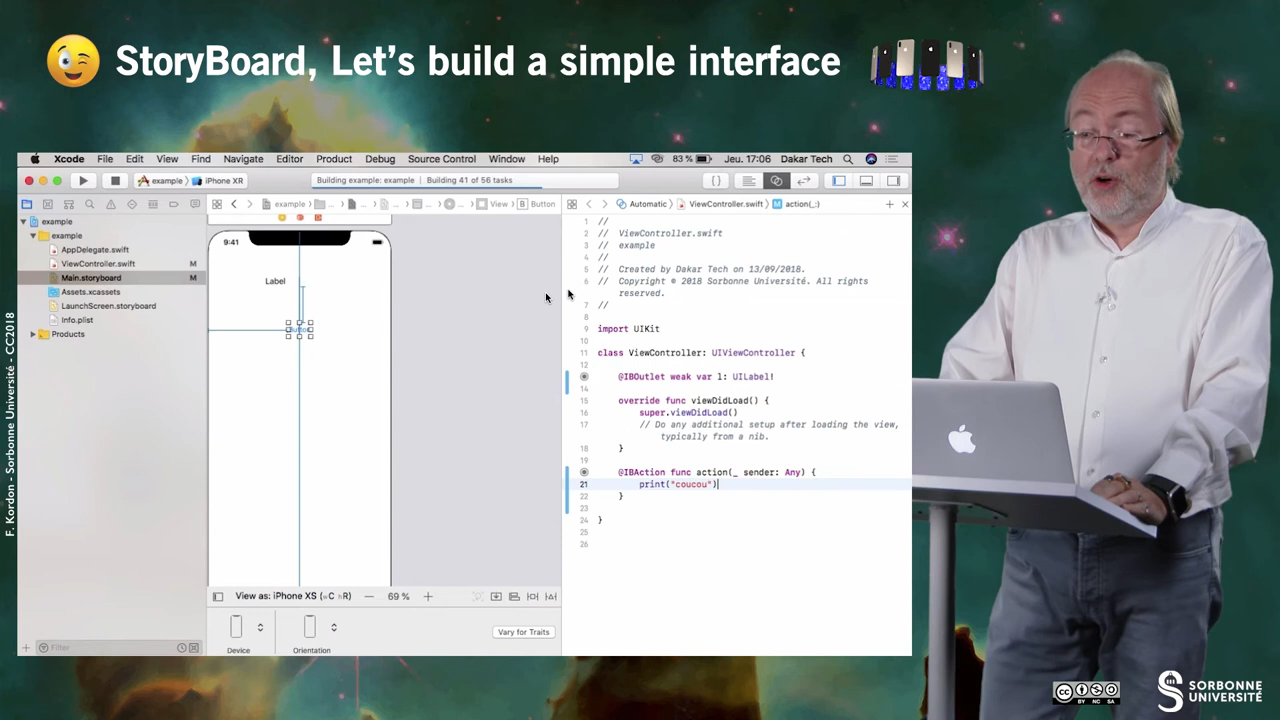 StoryBoard, Let's build a simple interface
Xcode File Edit View Find Navigate Editor Product Debug Source Control Window Help 83 % Jeu. 17:06 Dakar Tech
example iPhone XR Building example: example Building 41 of 56 tasks
example View Button Automatic ViewController.swift action(_:)
example
example
AppDelegate.swift
ViewController.swift M
Main.storyboard M
Assets.xcassets
LaunchScreen.storyboard
Info.plist
Products
Filter
9:41
Label
View as: iPhone XS (wC hR) 69 %
Device
Orientation
Vary for Traits
1 //
2 // ViewController.swift
3 // example
4 //
5 // Created by Dakar Tech on 13/09/2018.
6 // Copyright © 2018 Sorbonne Université. All rights
reserved.
7 //
8
9 import UIKit
10
11 class ViewController: UIViewController {
12
@IBOutlet weak var l: UILabel!
14
15 override func viewDidLoad() {
16 super.viewDidLoad()
17 // Do any additional setup after loading the view,
typically from a nib.
18 }
19
@IBAction func action(_ sender: Any) {
21 print("coucou")
22 }
23
24 }
25
26
F. Kordon - Sorbonne Université - CC2018
cc BY NC SA
SORBONNE
UNIVERSITÉ